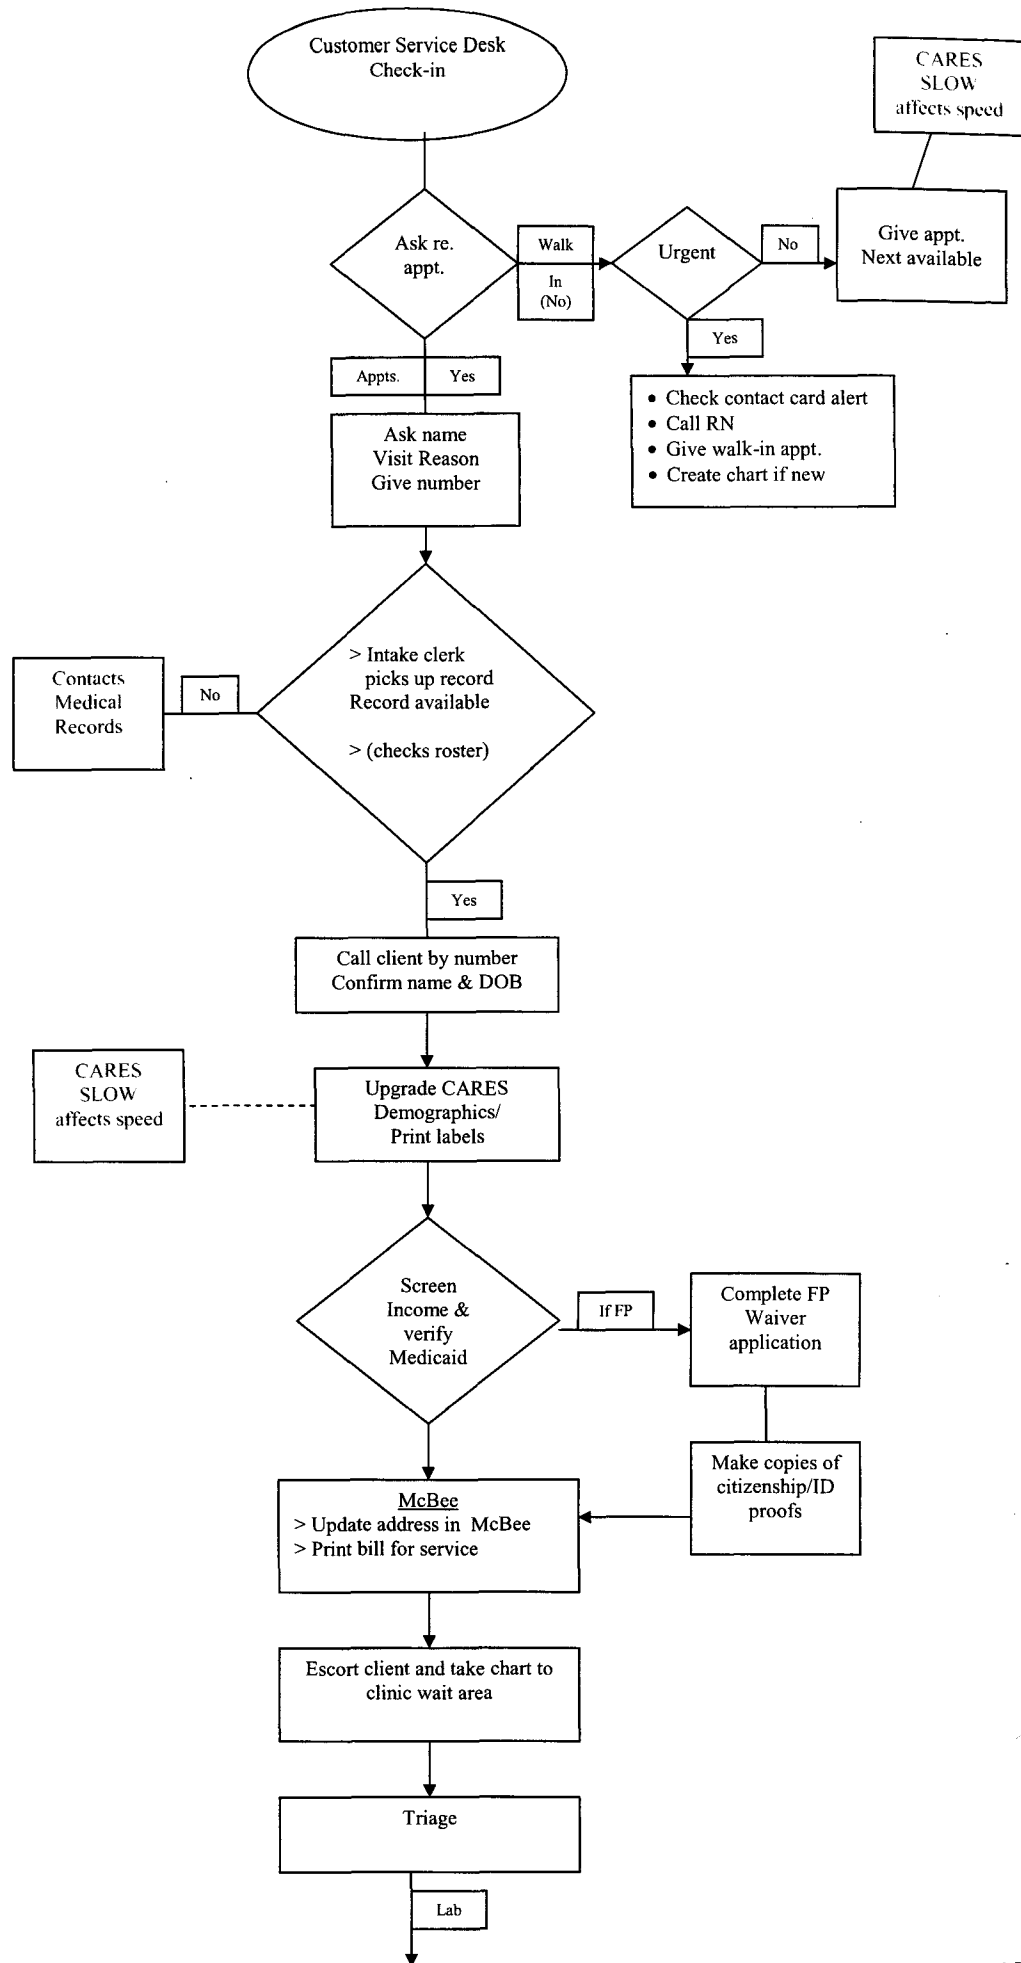 Customer Service Desk
Check-in
CARES
SLOW
affects speed
Ask re.
appt.
Walk
In
(No)
Urgent
No
Give appt.
Next available
Yes
Appts.
Yes
• Check contact card alert
• Call RN
• Give walk-in appt.
• Create chart if new
Ask name
Visit Reason
Give number
> Intake clerk
picks up record
Record available
> (checks roster)
No
Contacts
Medical
Records
Yes
Call client by number
Confirm name & DOB
CARES
SLOW
affects speed
Upgrade CARES
Demographics/
Print labels
Screen
Income &
verify
Medicaid
If FP
Complete FP
Waiver
application
Make copies of
citizenship/ID
proofs
McBee
> Update address in McBee
> Print bill for service
Escort client and take chart to
clinic wait area
Triage
Lab